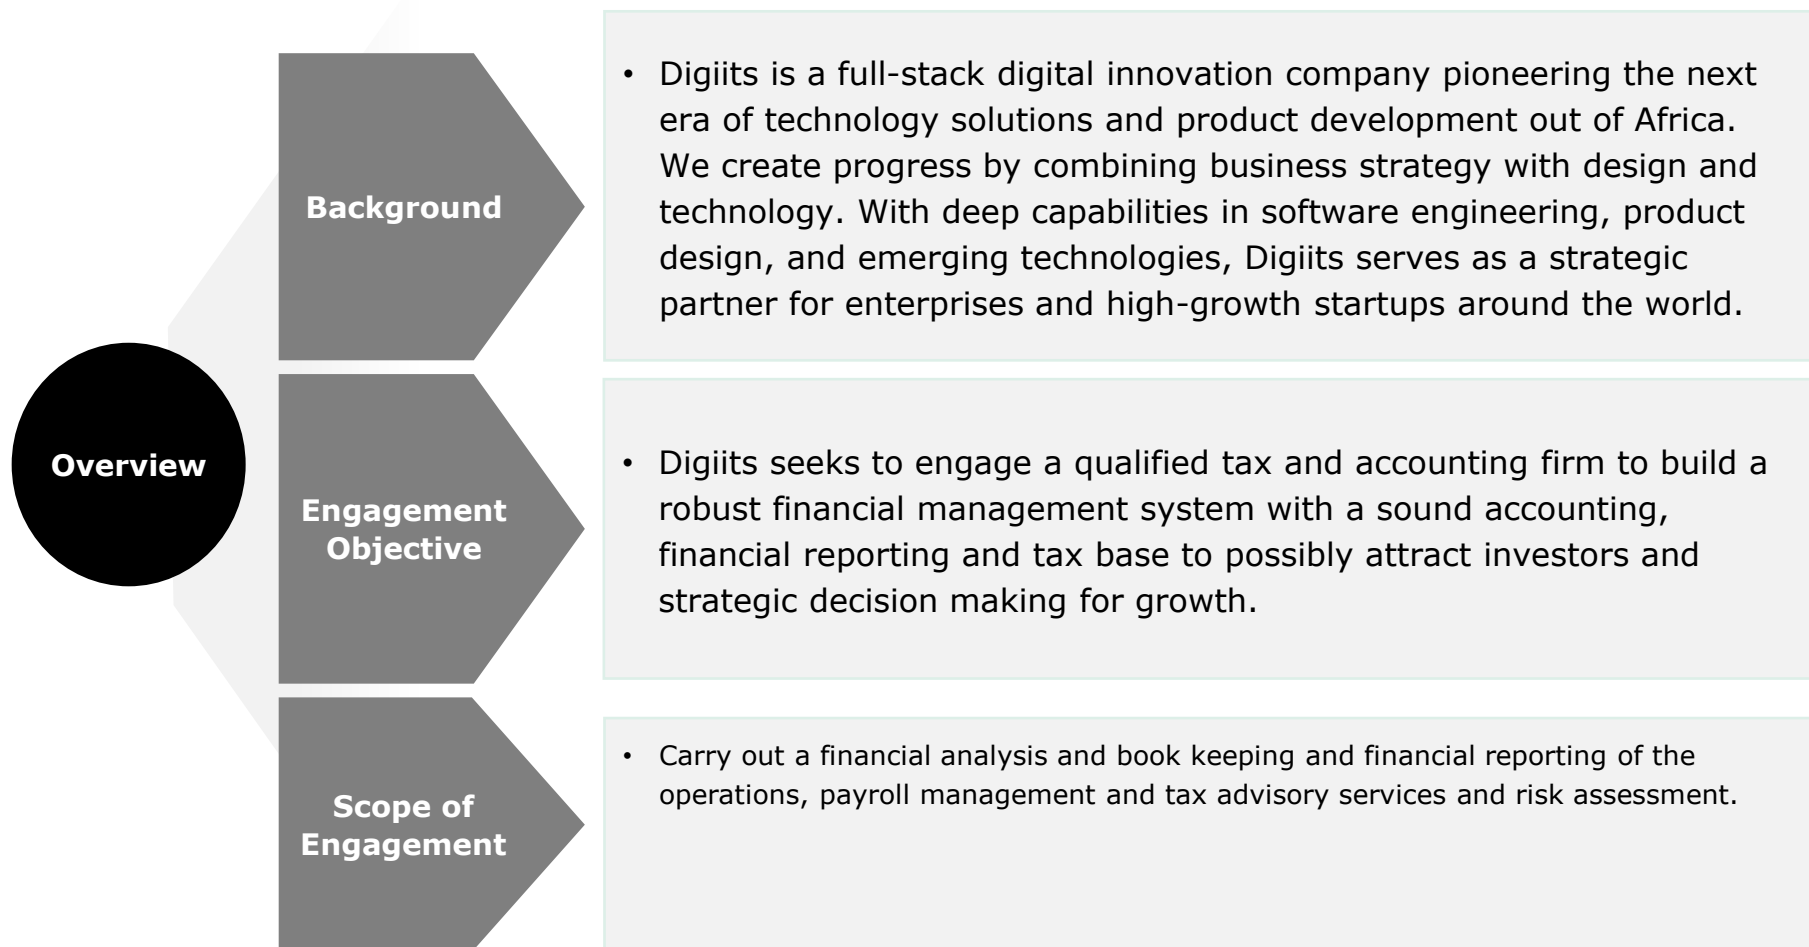 Overview
Background
• Digiits is a full-stack digital innovation company pioneering the next
era of technology solutions and product development out of Africa.
We create progress by combining business strategy with design and
technology. With deep capabilities in software engineering, product
design, and emerging technologies, Digiits serves as a strategic
partner for enterprises and high-growth startups around the world.
Engagement
Objective
• Digiits seeks to engage a qualified tax and accounting firm to build a
robust financial management system with a sound accounting,
financial reporting and tax base to possibly attract investors and
strategic decision making for growth.
Scope of
Engagement
• Carry out a financial analysis and book keeping and financial reporting of the
operations, payroll management and tax advisory services and risk assessment.